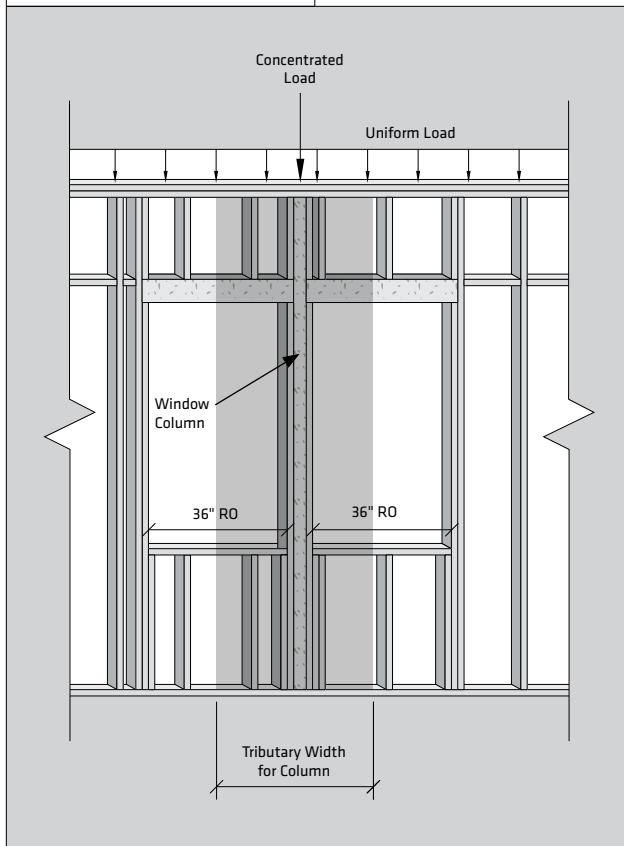 Concentrated
Load
Uniform Load
Window
Column
36" RO
36" RO
Tributary Width
for Column